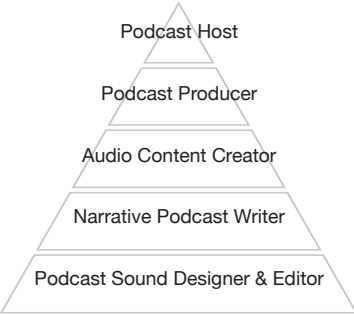 Podcast Host
Podcast Producer
Audio Content Creator
Narrative Podcast Writer
Podcast Sound Designer & Editor